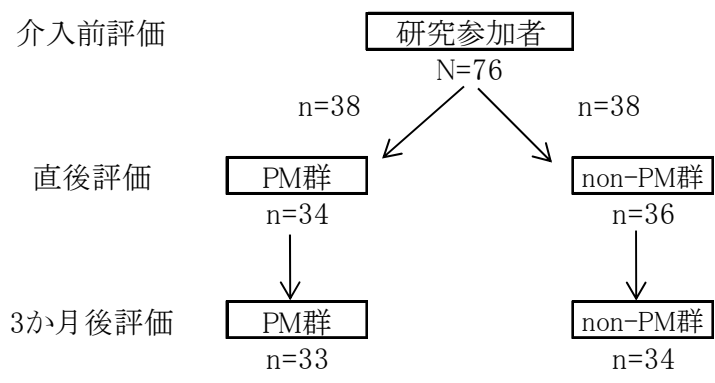 介入前評価
研究参加者
N=76
n=38
n=38
直後評価
PM群
non-PM群
n=34
n=36
3か月後評価
PM群
non-PM群
n=33
n=34